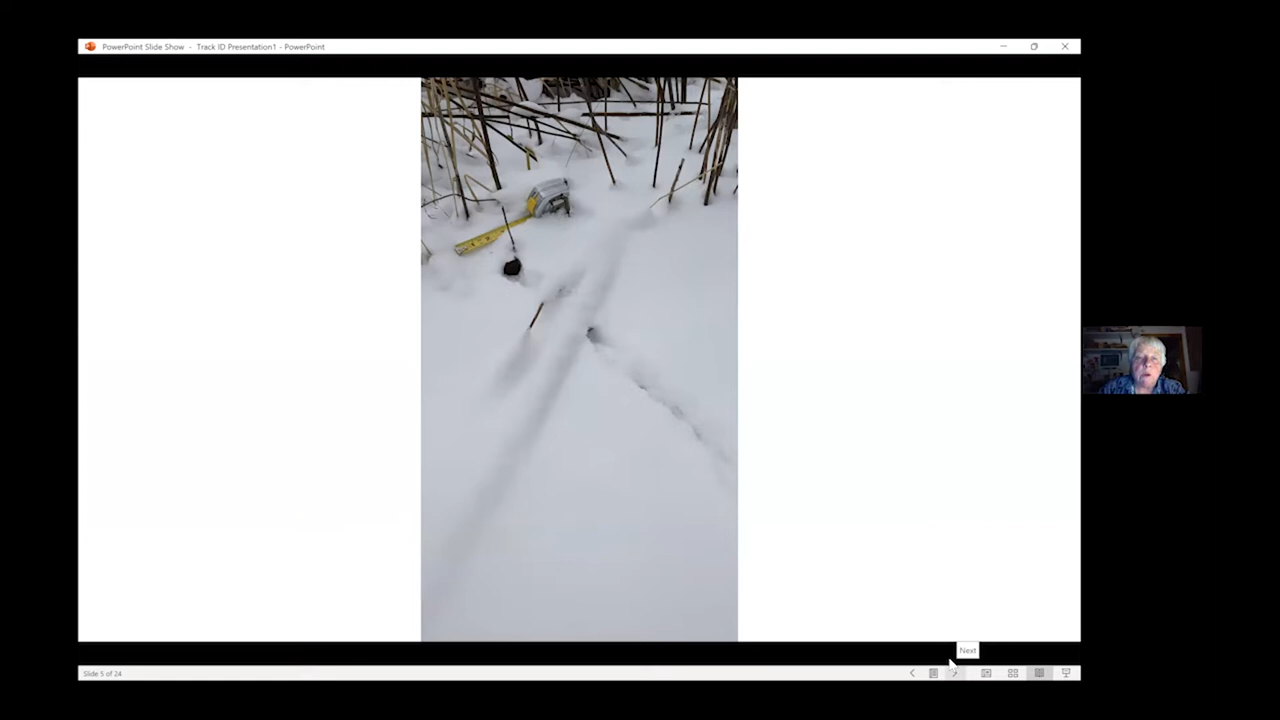 PowerPoint Slide Show - Track ID Presentation1 - PowerPoint
Next
Slide 5 of 24